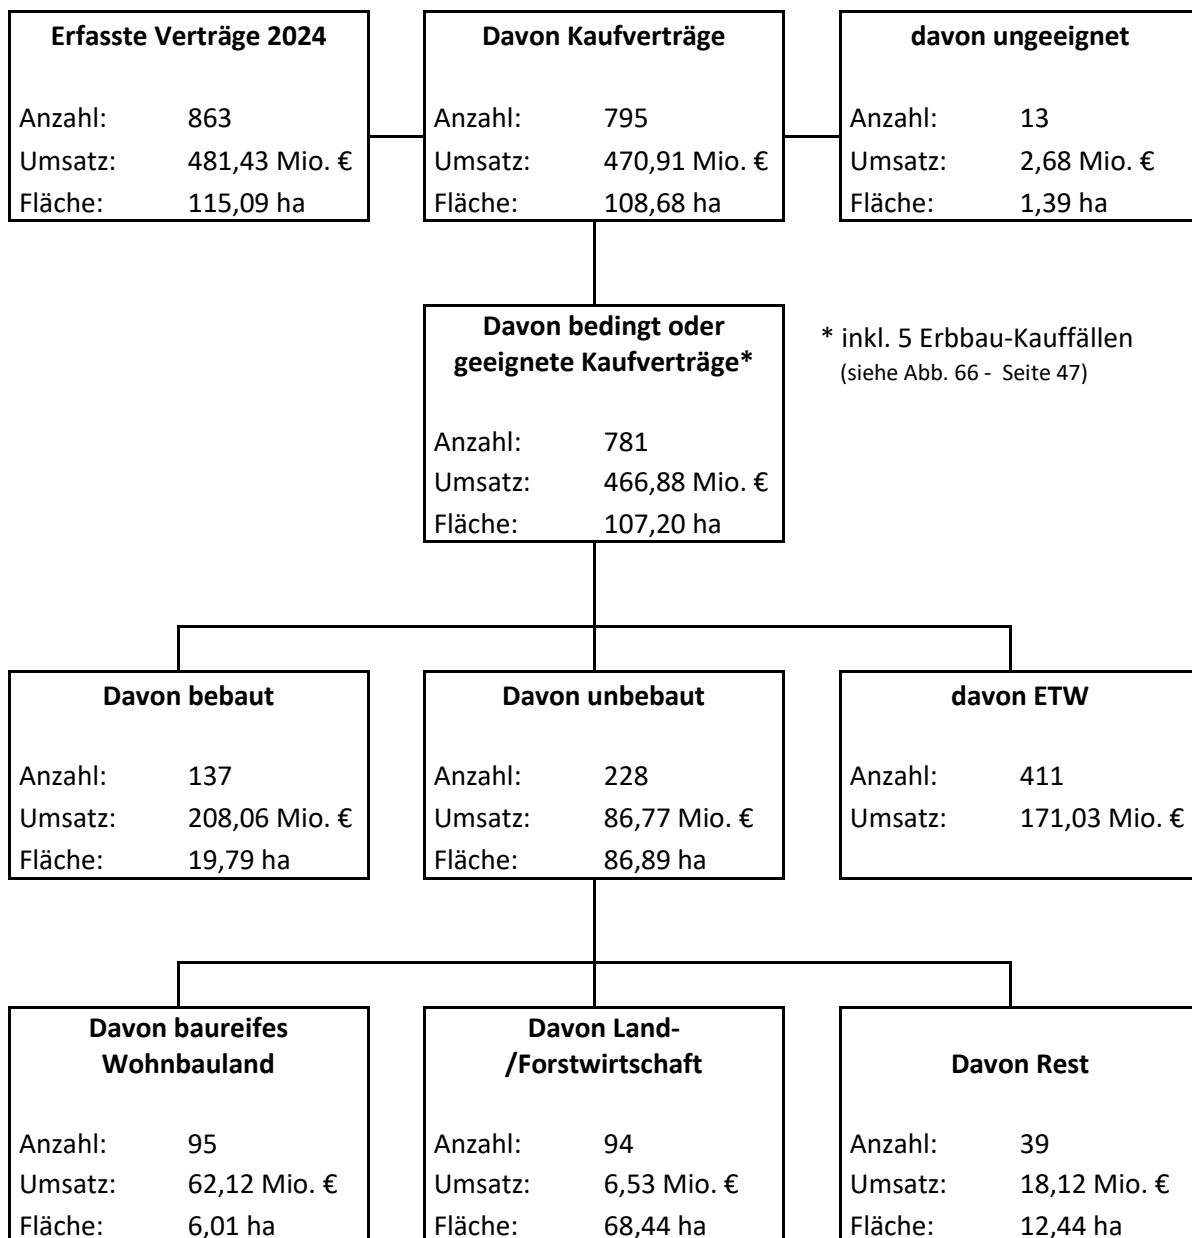 Erfasste Verträge 2024
Anzahl: 863
Umsatz: 481,43 Mio. €
Fläche: 115,09 ha
Davon Kaufverträge
Anzahl: 795
Umsatz: 470,91 Mio. €
Fläche: 108,68 ha
davon ungeeignet
Anzahl: 13
Umsatz: 2,68 Mio. €
Fläche: 1,39 ha
Davon bedingt oder
geeignete Kaufverträge*
Anzahl: 781
Umsatz: 466,88 Mio. €
Fläche: 107,20 ha
* inkl. 5 Erbbau-Kauffällen
(siehe Abb. 66 - Seite 47)
Davon bebaut
Anzahl: 137
Umsatz: 208,06 Mio. €
Fläche: 19,79 ha
Davon unbebaut
Anzahl: 228
Umsatz: 86,77 Mio. €
Fläche: 86,89 ha
davon ETW
Anzahl: 411
Umsatz: 171,03 Mio. €
Davon baureifes
Wohnbauland
Anzahl: 95
Umsatz: 62,12 Mio. €
Fläche: 6,01 ha
Davon Land-
/Forstwirtschaft
Anzahl: 94
Umsatz: 6,53 Mio. €
Fläche: 68,44 ha
Davon Rest
Anzahl: 39
Umsatz: 18,12 Mio. €
Fläche: 12,44 ha